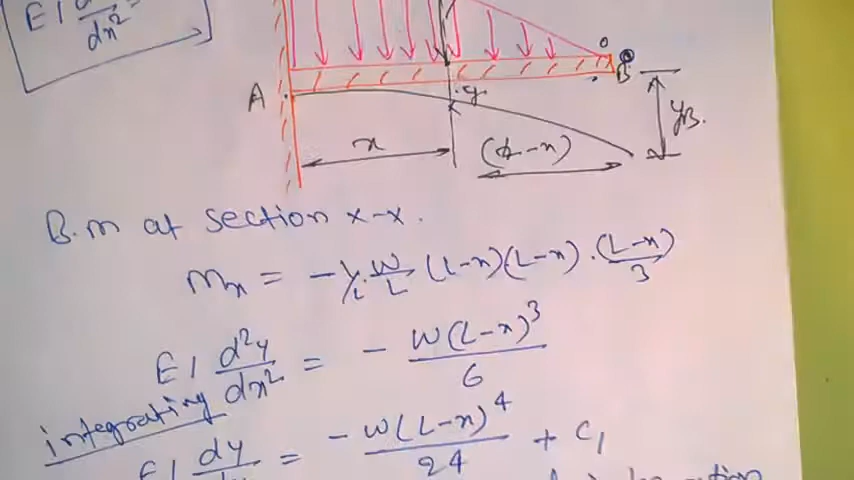 EI d²y/dx² =
O
B
A
y
yB.
x
(L-x)
B.M at section x-x.
Mx = -1/2 · w/L (L-x)(L-x) · (L-x)/3
EI d²y/dx² = - w(L-x)³/6
integrating
EI dy/dx = -w(L-x)⁴/24 + C₁